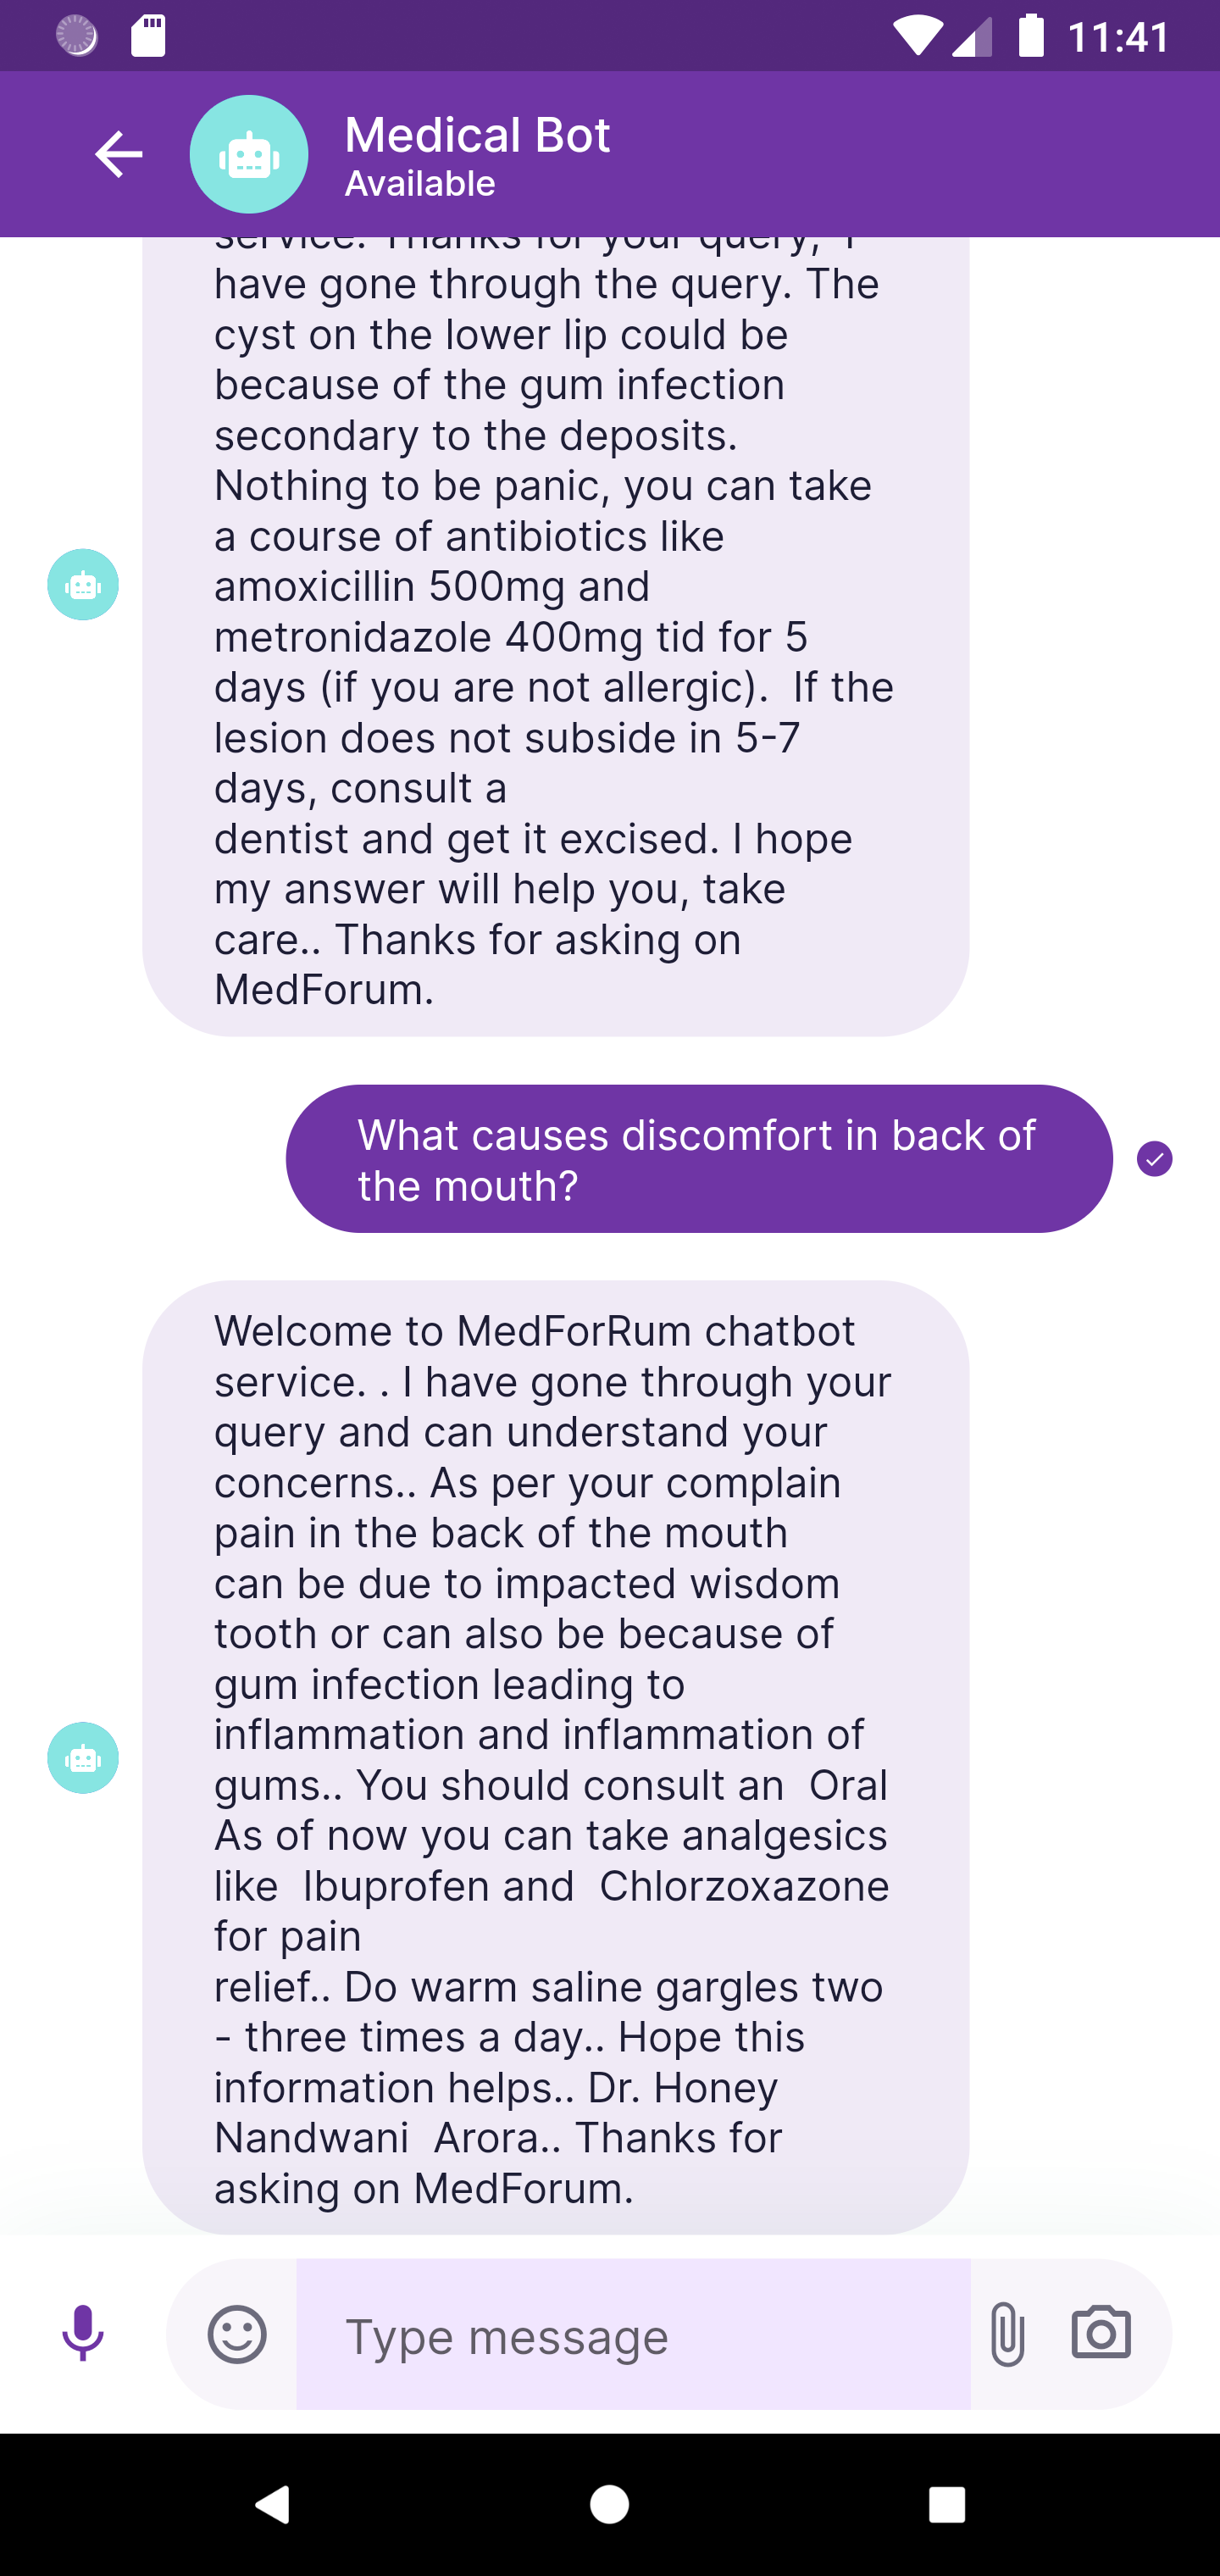 11:41
Medical Bot
Available
service. Thanks for your query, I
have gone through the query. The
cyst on the lower lip could be
because of the gum infection
secondary to the deposits.
Nothing to be panic, you can take
a course of antibiotics like
amoxicillin 500mg and
metronidazole 400mg tid for 5
days (if you are not allergic).  If the
lesion does not subside in 5-7
days, consult a
dentist and get it excised. I hope
my answer will help you, take
care.. Thanks for asking on
MedForum.
What causes discomfort in back of
the mouth?
Welcome to MedForRum chatbot
service. . I have gone through your
query and can understand your
concerns.. As per your complain
pain in the back of the mouth
can be due to impacted wisdom
tooth or can also be because of
gum infection leading to
inflammation and inflammation of
gums.. You should consult an  Oral
As of now you can take analgesics
like  Ibuprofen and  Chlorzoxazone
for pain
relief.. Do warm saline gargles two
- three times a day.. Hope this
information helps.. Dr. Honey
Nandwani  Arora.. Thanks for
asking on MedForum.
Type message